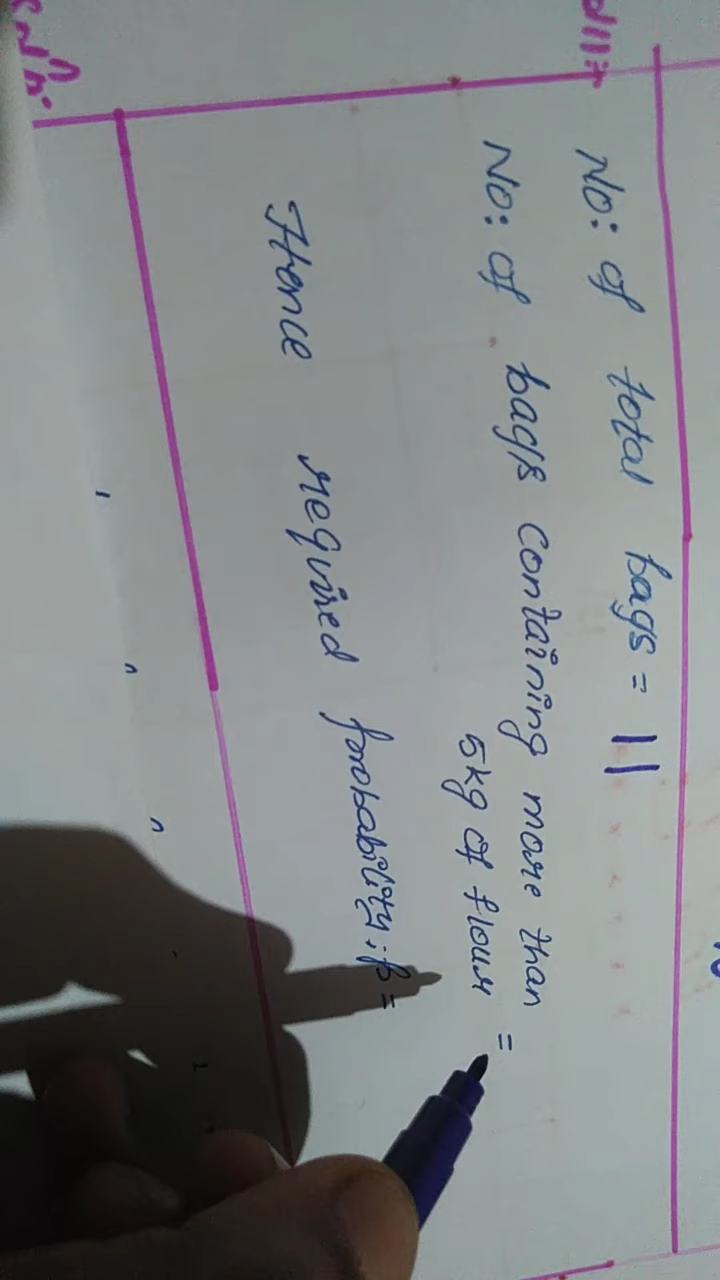 No: of total bags = 11
No: of bags containing more than
5kg of flour =
Hence required probability: P =